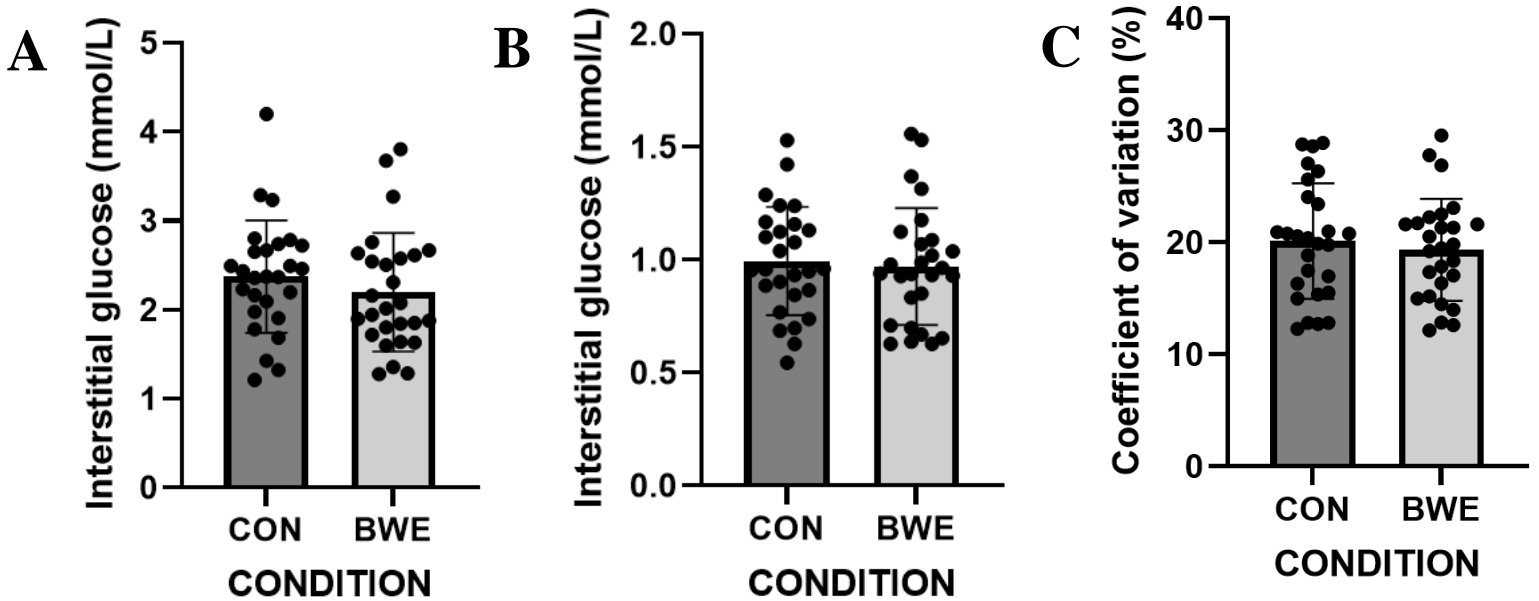 A
Interstitial glucose (mmol/L)
5
4
3
2
1
0
CON BWE
CONDITION
B
Interstitial glucose (mmol/L)
2.0
1.5
1.0
0.5
0.0
CON BWE
CONDITION
C
Coefficient of variation (%)
40
30
20
10
0
CON BWE
CONDITION